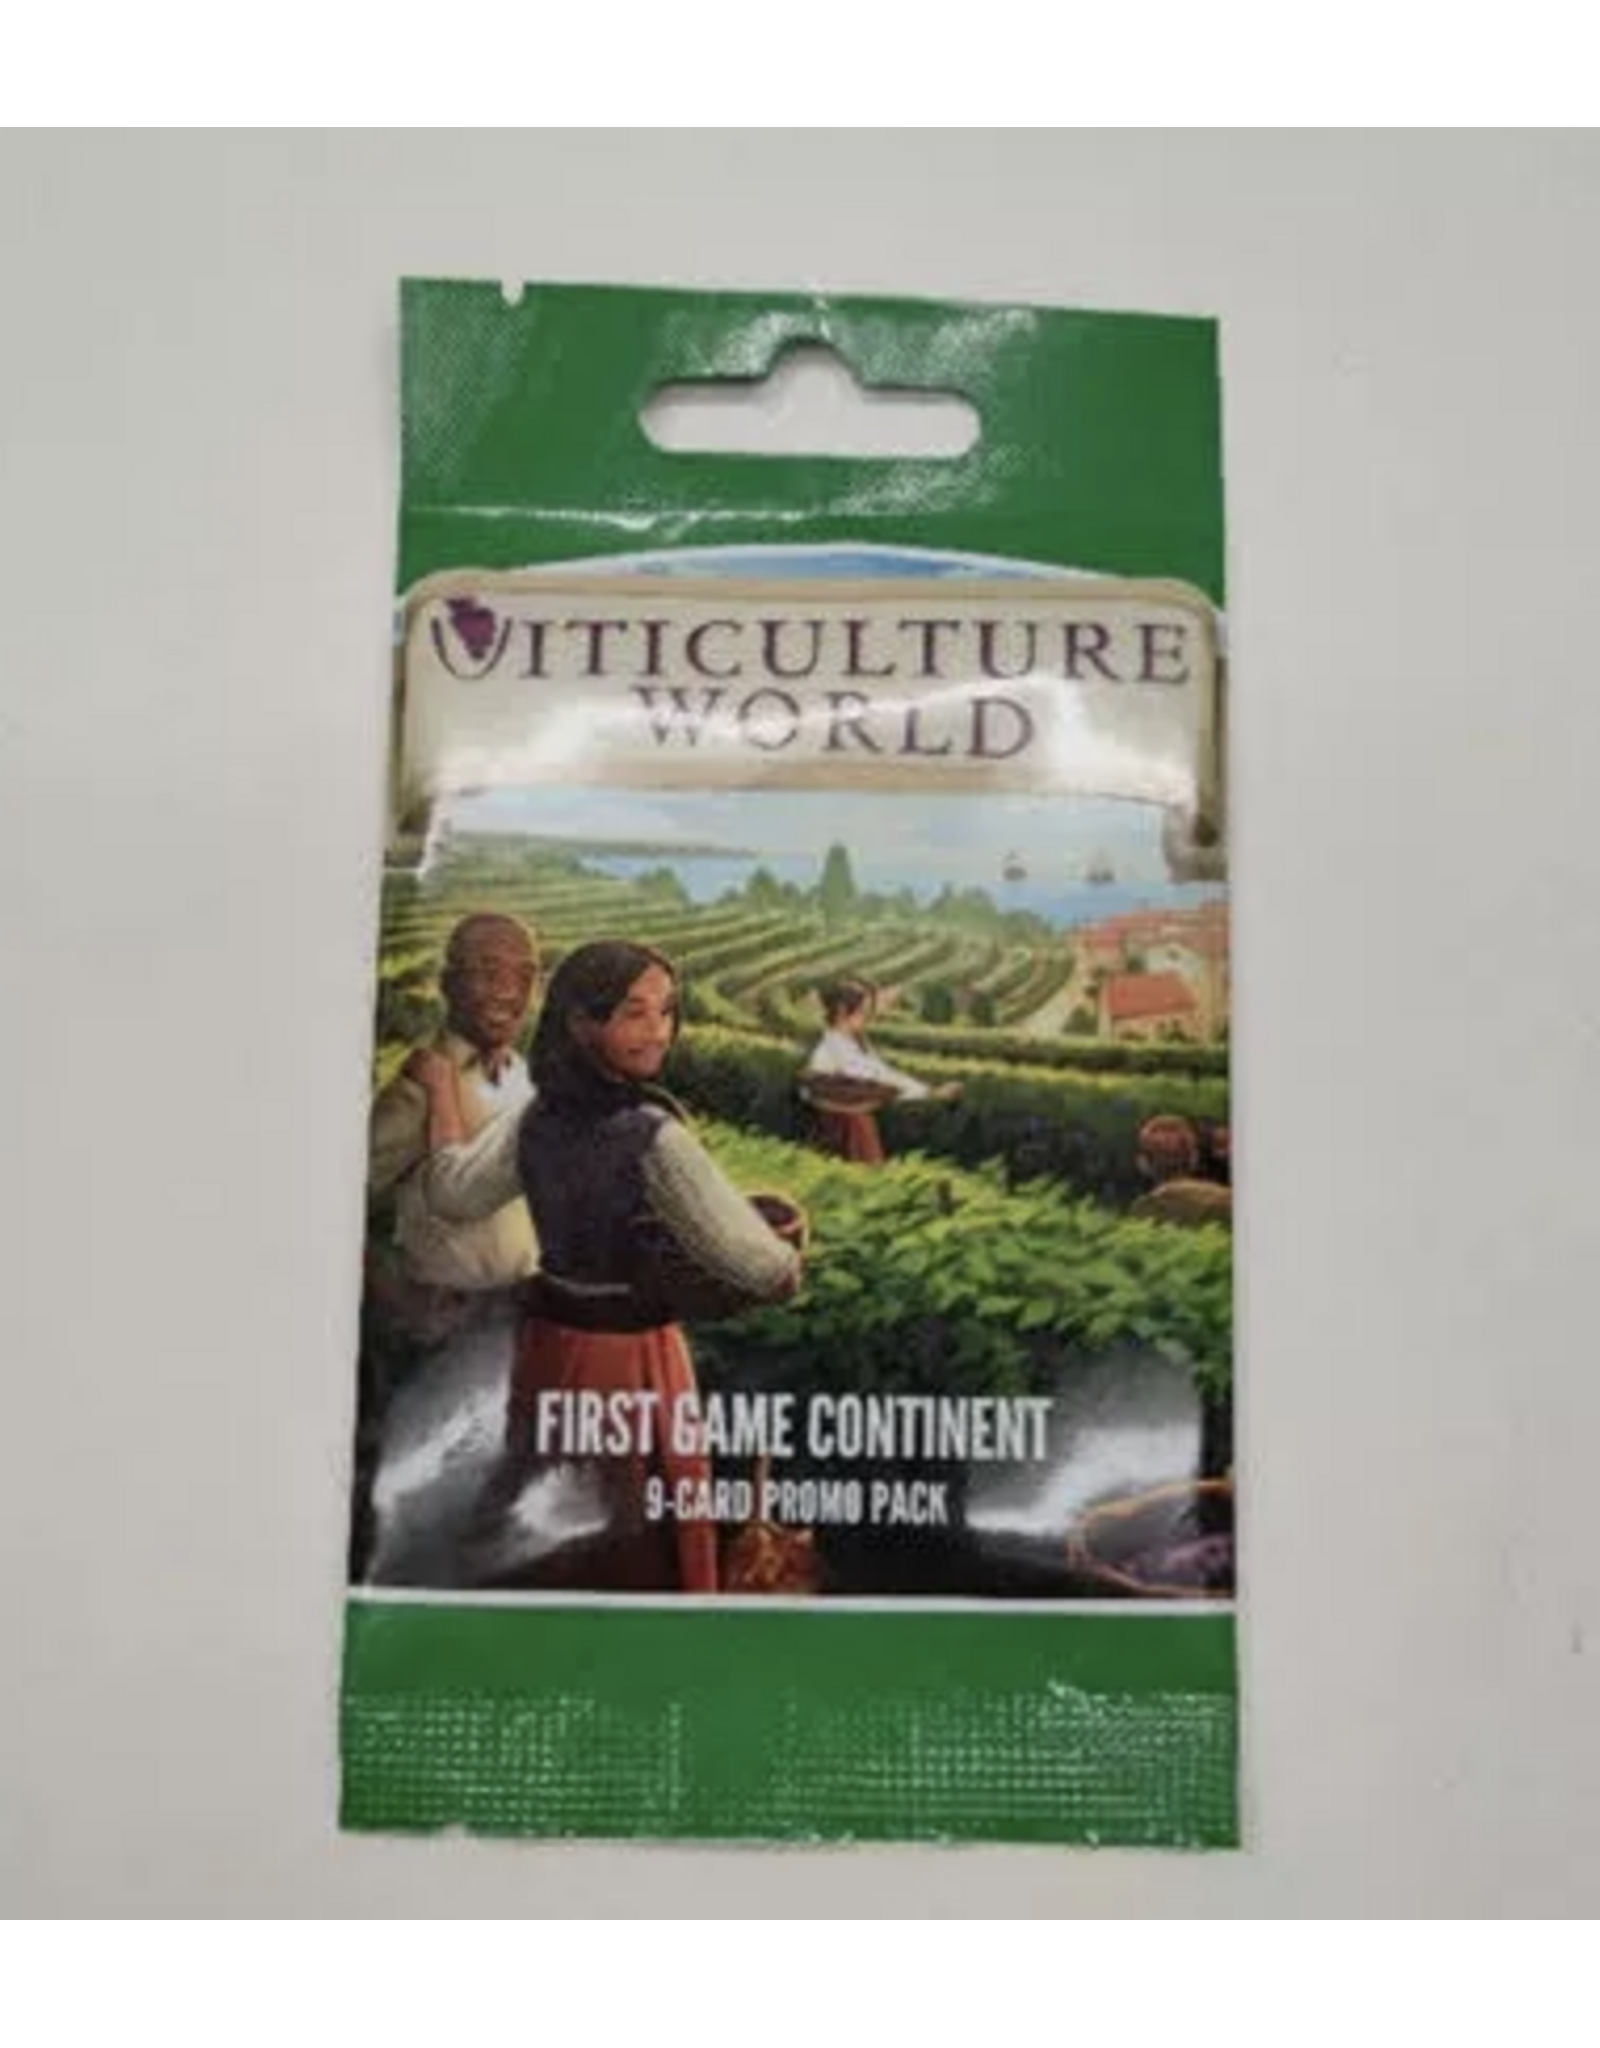 VITICULTURE
WORLD
FIRST GAME CONTINENT
9-CARD PROMO PACK